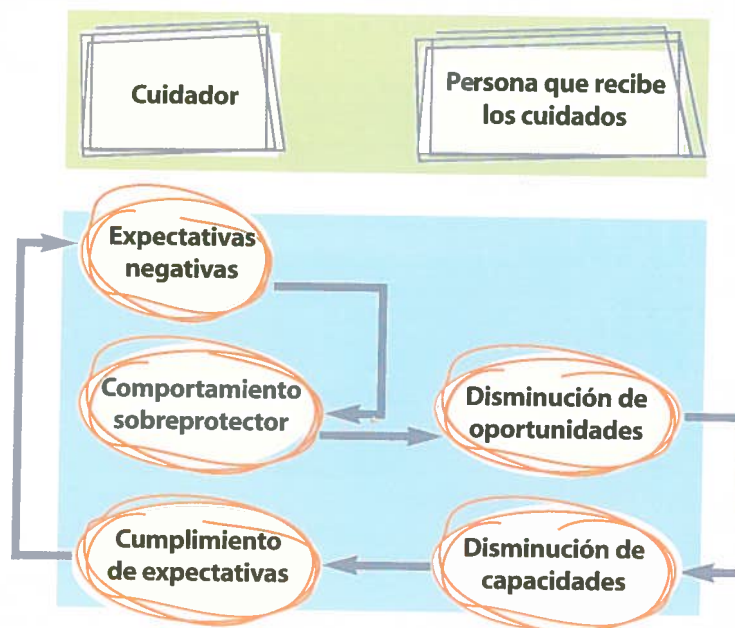 Cuidador
Persona que recibe
los cuidados
Expectativas
negativas
Comportamiento
sobreprotector
Disminución de
oportunidades
Cumplimiento
de expectativas
Disminución de
capacidades